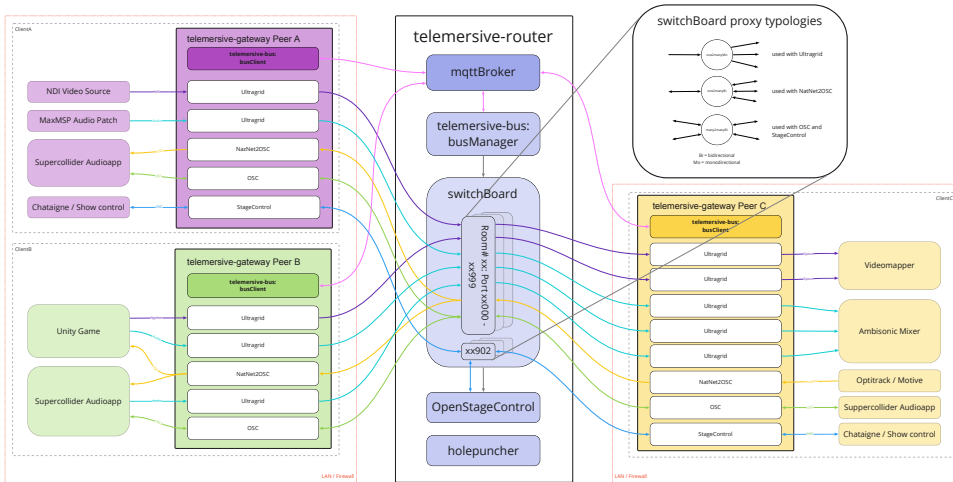 ClientA
telemersive-gateway Peer A
telemersive-bus:
busClient
NDI Video Source
Ultragrid
MaxMSP Audio Patch
Ultragrid
Supercollider Audioapp
NazNet2OSC
OSC
Chataigne / Show control
StageControl
ClientB
telemersive-gateway Peer B
telemersive-bus:
busClient
Unity Game
Ultragrid
Ultragrid
NatNet2OSC
Supercollider Audioapp
Ultragrid
OSC
LAN / Firewall
telemersive-router
mqttBroker
telemersive-bus:
busManager
switchBoard
Room# xx: Port xx000 -
xx999
xx902
OpenStageControl
holepuncher
switchBoard proxy typologies
used with Ultragrid
used with NatNet2OSC
used with OSC and
StageControl
Bi = bidirectional
Mo = monodirectional
ClientC
telemersive-gateway Peer C
telemersive-bus:
busClient
Ultragrid
Ultragrid
Videomapper
Ultragrid
Ultragrid
Ultragrid
Ambisonic Mixer
NatNet2OSC
Optitrack / Motive
OSC
Suppercollider Audioapp
StageControl
Chataigne / Show control
LAN / Firewall